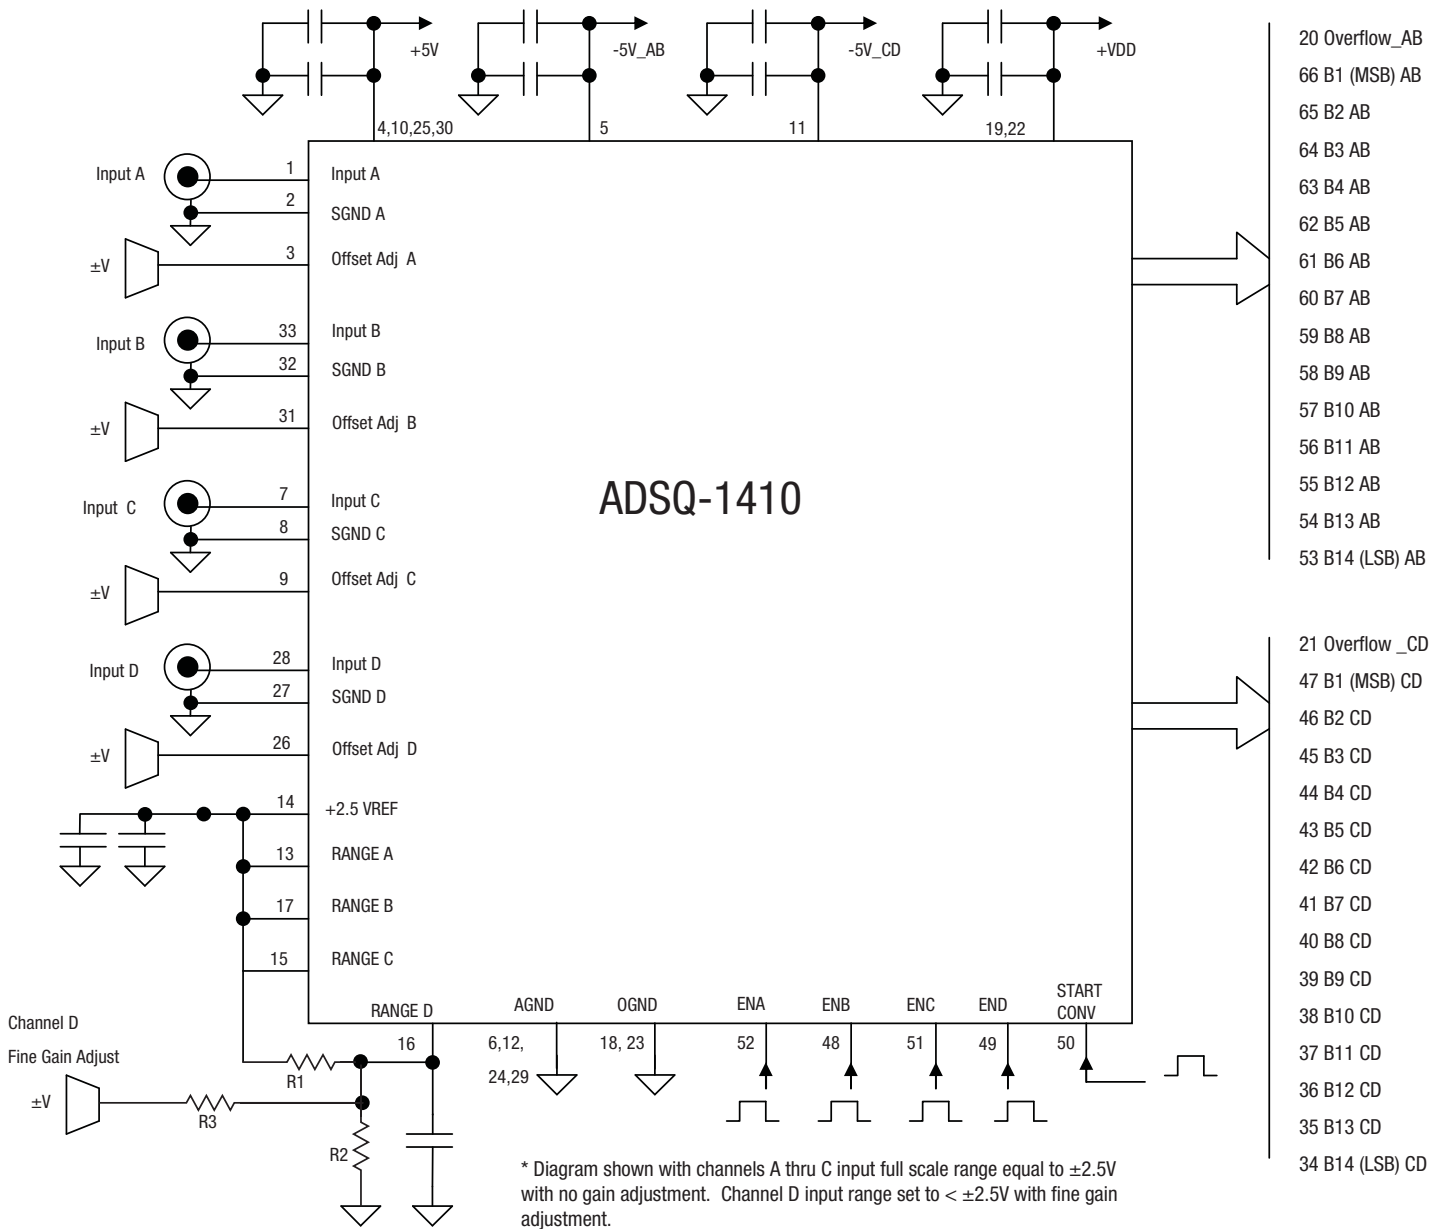 +5V
-5V_AB
-5V_CD
+VDD
4,10,25,30
5
11
19,22
Input A
1
Input A
2
SGND A
±V
3
Offset Adj A
Input B
33
Input B
32
SGND B
±V
31
Offset Adj B
Input C
7
Input C
8
SGND C
±V
9
Offset Adj C
Input D
28
Input D
27
SGND D
±V
26
Offset Adj D
14
+2.5 VREF
13
RANGE A
17
RANGE B
15
RANGE C
ADSQ-1410
RANGE D
AGND
OGND
ENA
ENB
ENC
END
START
CONV
16
6,12,
24,29
18, 23
52
48
51
49
50
Channel D
Fine Gain Adjust
±V
R1
R3
R2
* Diagram shown with channels A thru C input full scale range equal to ±2.5V
with no gain adjustment. Channel D input range set to < ±2.5V with fine gain
adjustment.
20 Overflow_AB
66 B1 (MSB) AB
65 B2 AB
64 B3 AB
63 B4 AB
62 B5 AB
61 B6 AB
60 B7 AB
59 B8 AB
58 B9 AB
57 B10 AB
56 B11 AB
55 B12 AB
54 B13 AB
53 B14 (LSB) AB
21 Overflow _CD
47 B1 (MSB) CD
46 B2 CD
45 B3 CD
44 B4 CD
43 B5 CD
42 B6 CD
41 B7 CD
40 B8 CD
39 B9 CD
38 B10 CD
37 B11 CD
36 B12 CD
35 B13 CD
34 B14 (LSB) CD